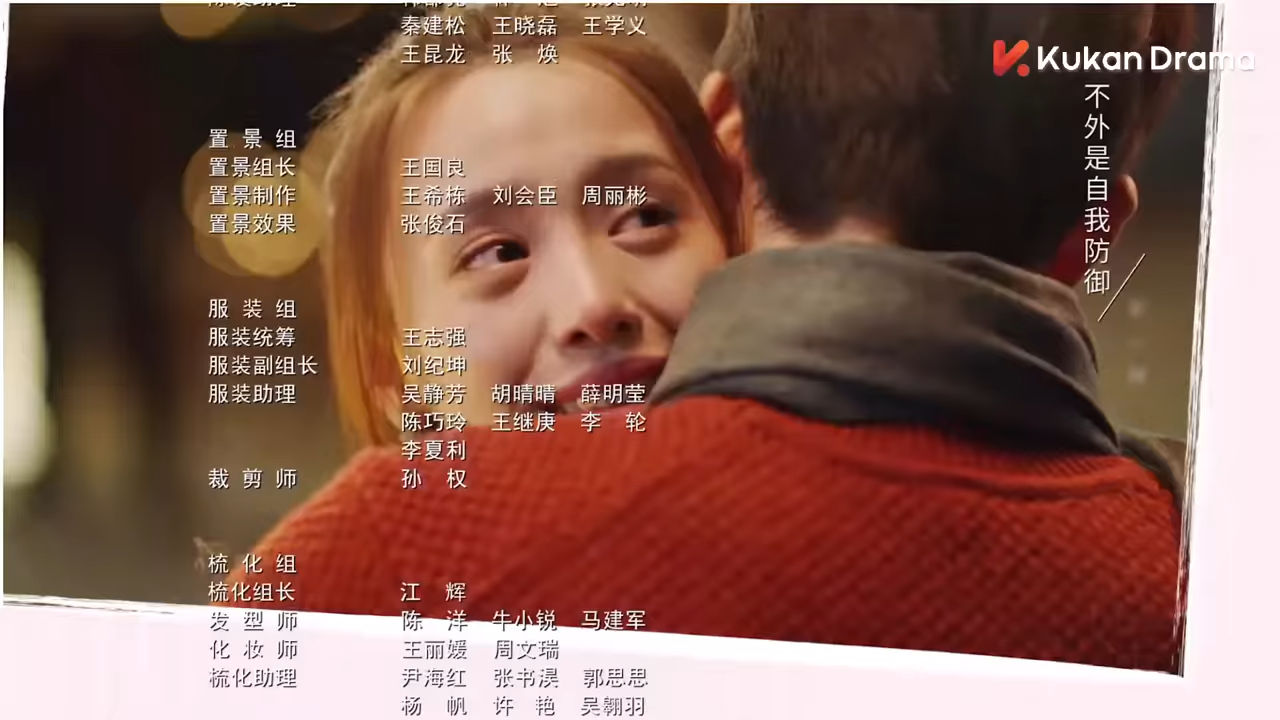 秦建松 王晓磊 王学义
王昆龙 张 焕
置 景 组
置景组长 王国良
置景制作 王希栋 刘会臣 周丽彬
置景效果 张俊石
服 装 组
服装统筹 王志强
服装副组长 刘纪坤
服装助理 吴静芳 胡晴晴 薛明莹
陈巧玲 王继庚 李 轮
李夏利
裁 剪 师 孙 权
梳 化 组
梳化组长 江 辉
发 型 师 陈 洋 牛小锐 马建军
化 妆 师 王丽媛 周文瑞
梳化助理 尹海红 张书淏 郭思思
杨 帆 许 艳 吴翱羽
Kukan Drama
不外是自我防御